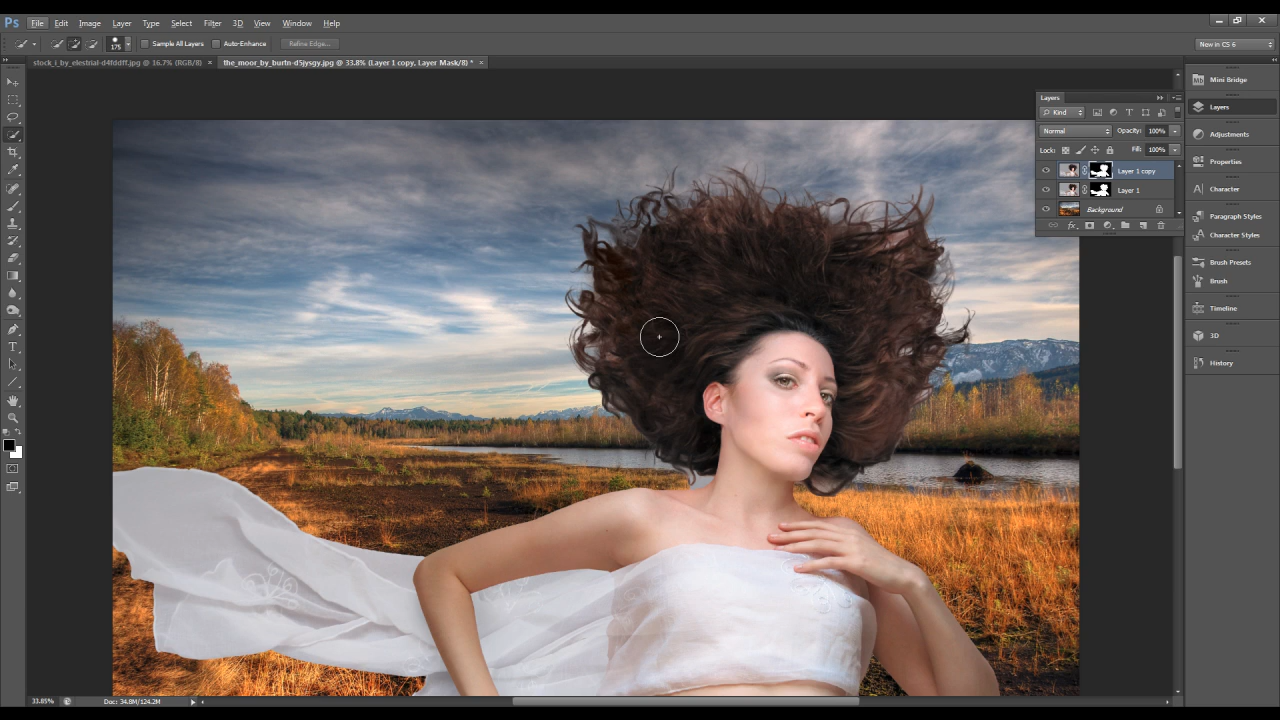 Ps File Edit Image Layer Type Select Filter 3D View Window Help
175 Sample All Layers Auto-Enhance Refine Edge... New in CS 6
stock_i_by_elestrial-d4fddff.jpg @ 16.7% (RGB/8) × the_moor_by_burtn-d5jysgy.jpg @ 33.8% (Layer 1 copy, Layer Mask/8) * ×
Layers
Kind
Normal Opacity: 100%
Lock: Fill: 100%
Layer 1 copy
Layer 1
Background
fx
Mb Mini Bridge
Layers
Adjustments
Properties
A Character
Paragraph Styles
Character Styles
Brush Presets
Brush
Timeline
3D
History
T
33.85% Doc: 34.8M/124.2M